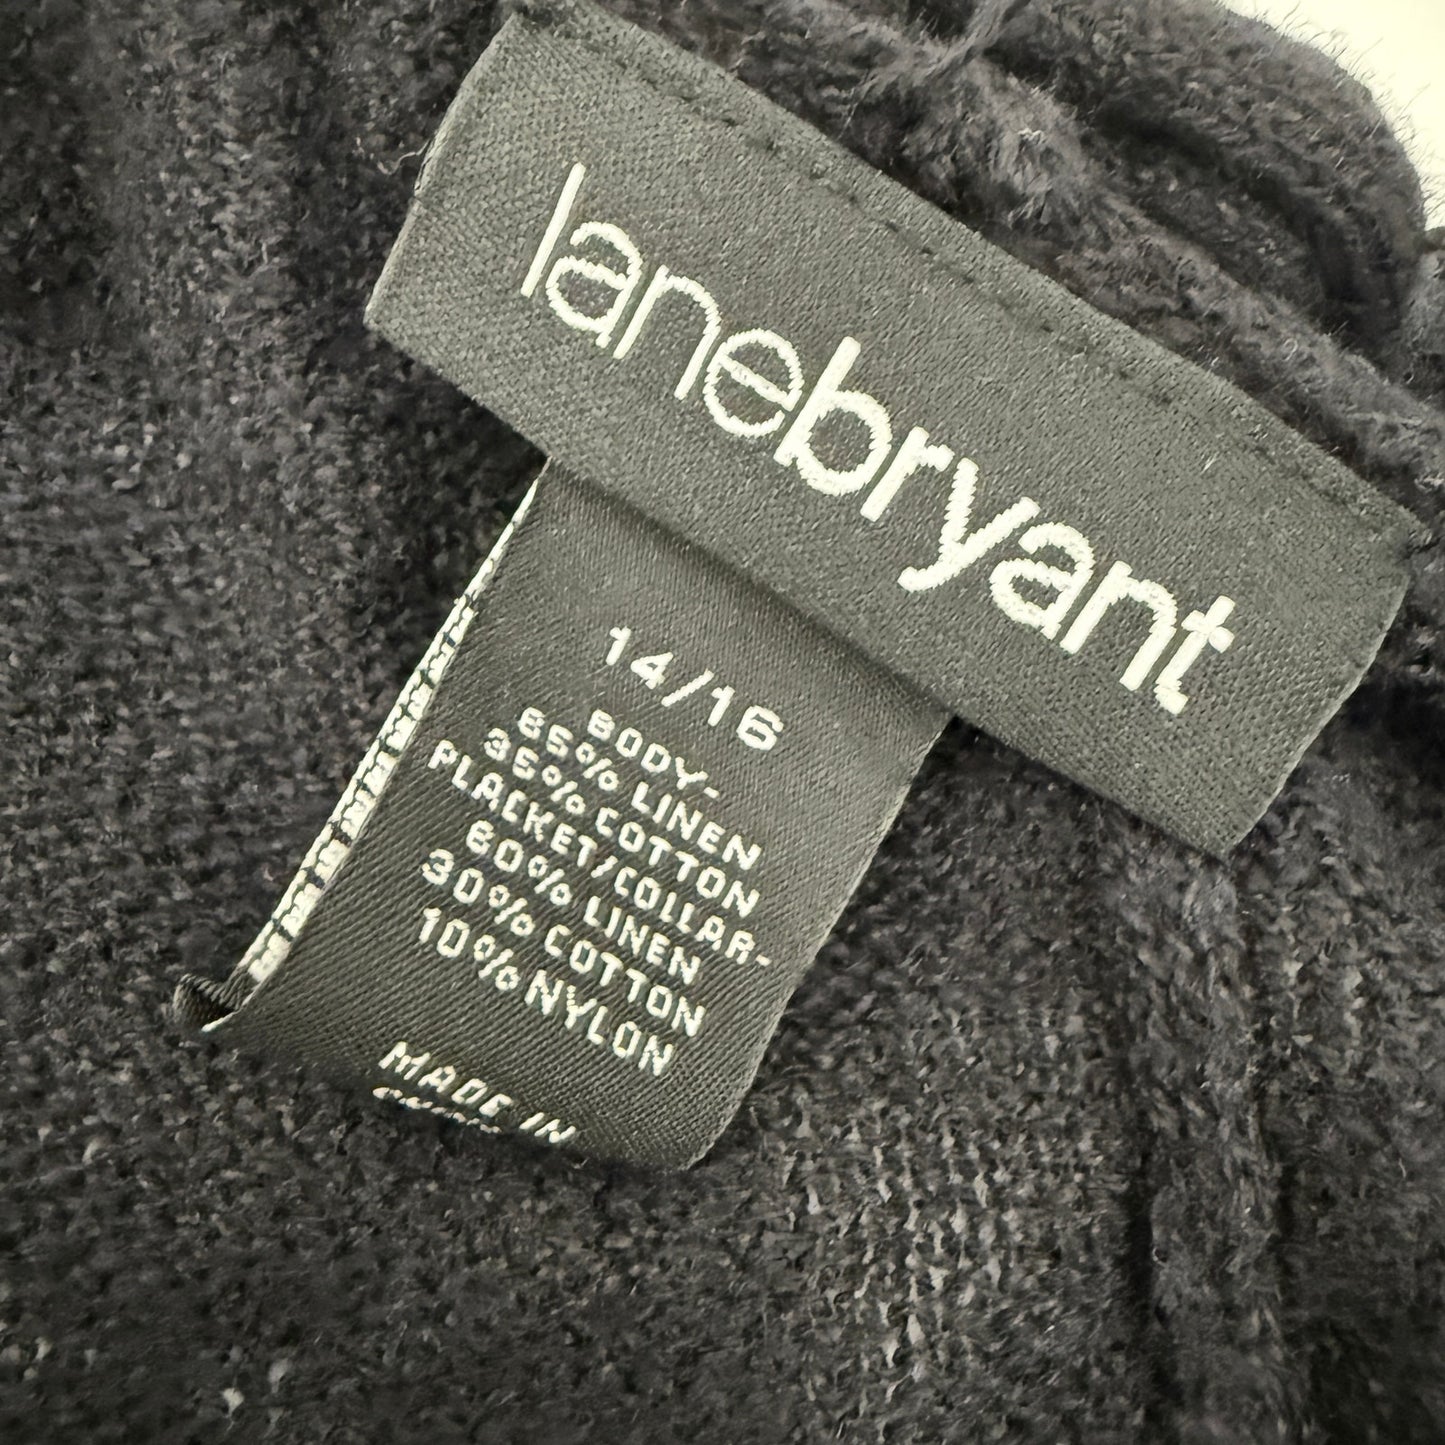 lanebryant
14/16
BODY-
65% LINEN
35% COTTON
PLACKET/COLLAR-
60% LINEN
30% COTTON
10% NYLON
MADE IN